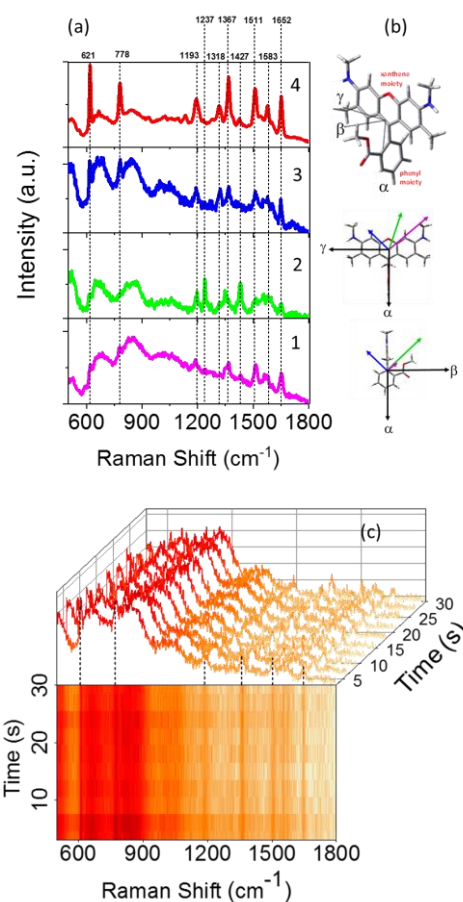 (a)
(b)
1237 1367 1511 1652
621 778 1193 1318 1427 1583
4
3
2
1
Intensity (a.u.)
600 900 1200 1500 1800
Raman Shift (cm⁻¹)
xanthene
moiety
γ
β
α
phenyl
moiety
γ
α
β
α
(c)
30
25
20
15
10
5
Time (s)
30
20
10
Time (s)
600 900 1200 1500 1800
Raman Shift (cm⁻¹)